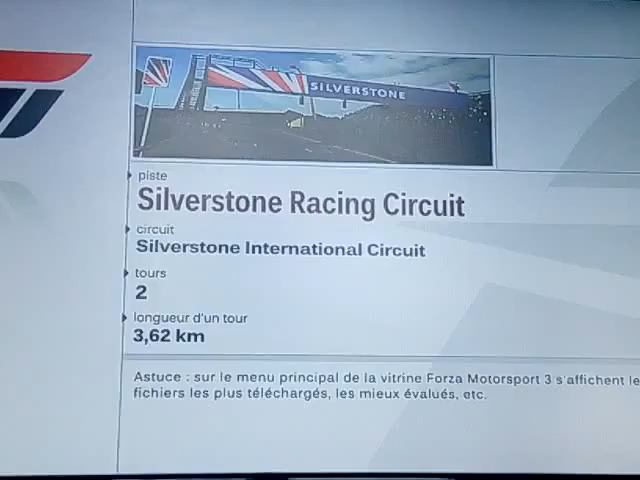 SILVERSTONE
piste
Silverstone Racing Circuit
circuit
Silverstone International Circuit
tours
2
longueur d'un tour
3,62 km
Astuce : sur le menu principal de la vitrine Forza Motorsport 3 s'affichent le
fichiers les plus téléchargés, les mieux évalués, etc.